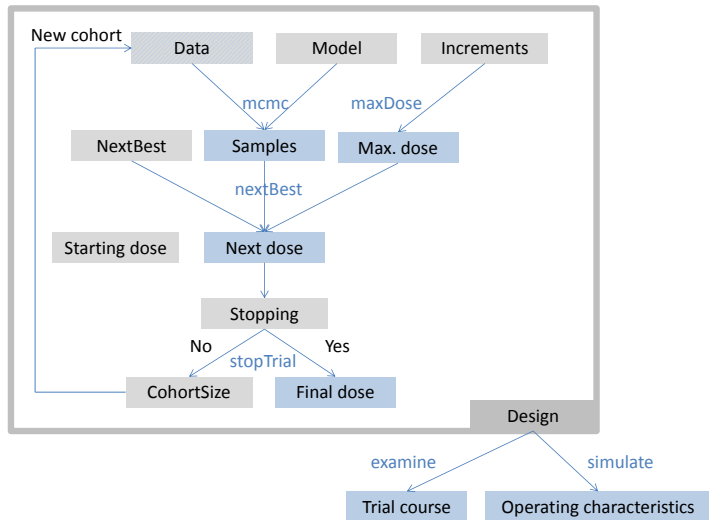 New cohort
Data
Model
Increments
mcmc
maxDose
NextBest
Samples
Max. dose
nextBest
Starting dose
Next dose
Stopping
No
Yes
stopTrial
CohortSize
Final dose
Design
examine
simulate
Trial course
Operating characteristics